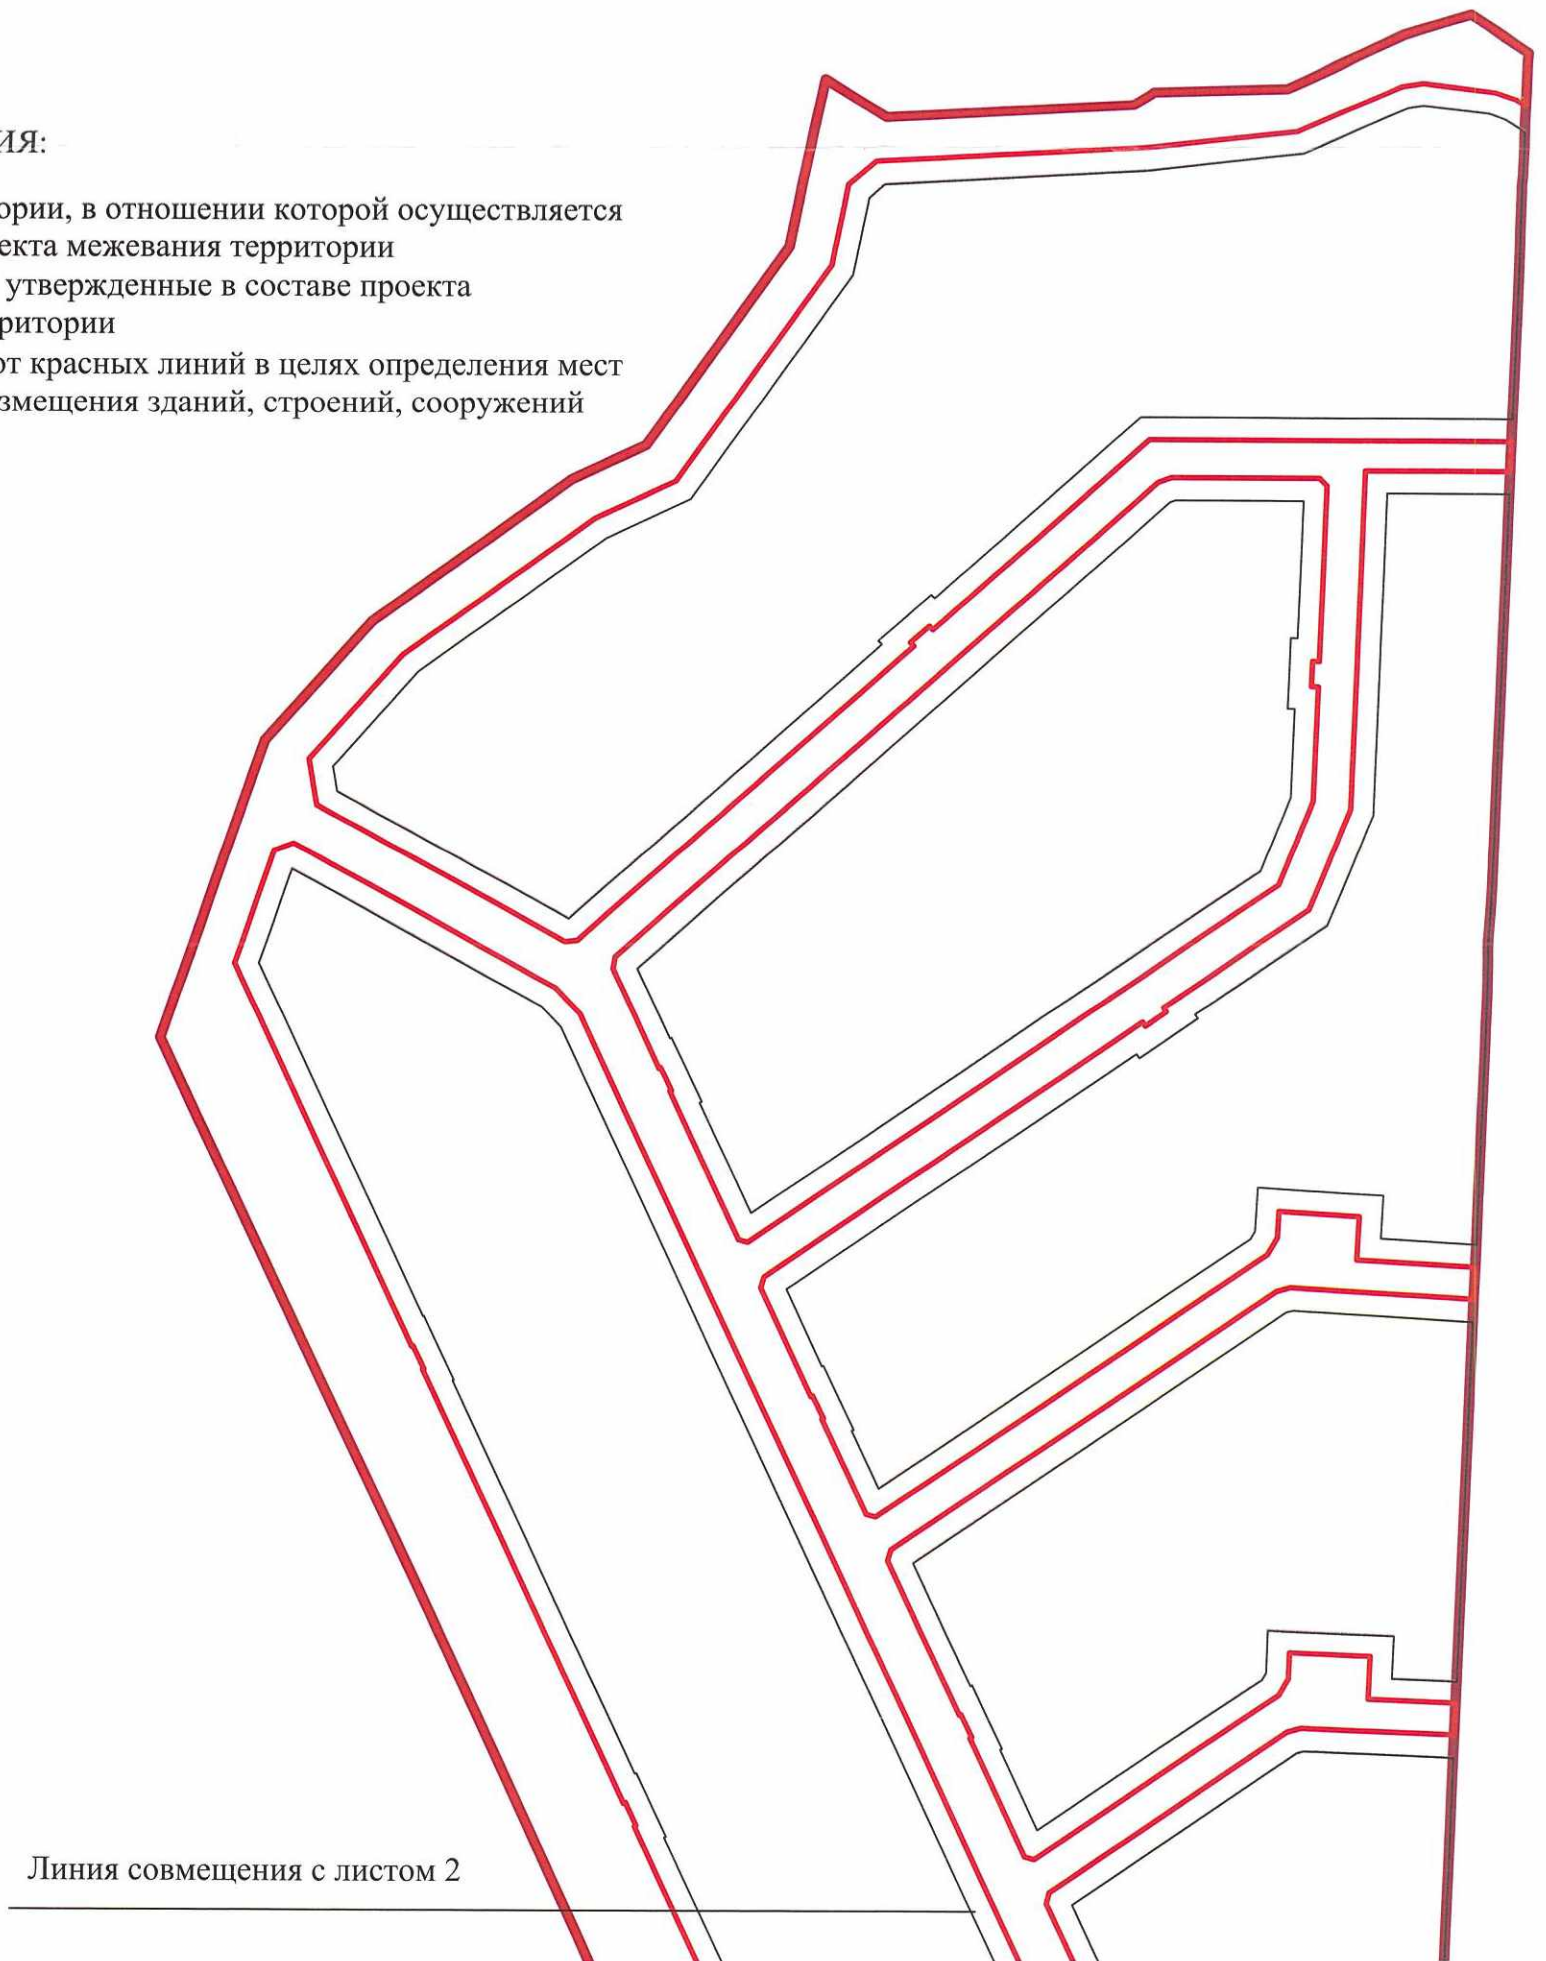 ИЯ:
ории, в отношении которой осуществляется
екта межевания территории
утвержденные в составе проекта
ритории
от красных линий в целях определения мест
змещения зданий, строений, сооружений
Линия совмещения с листом 2